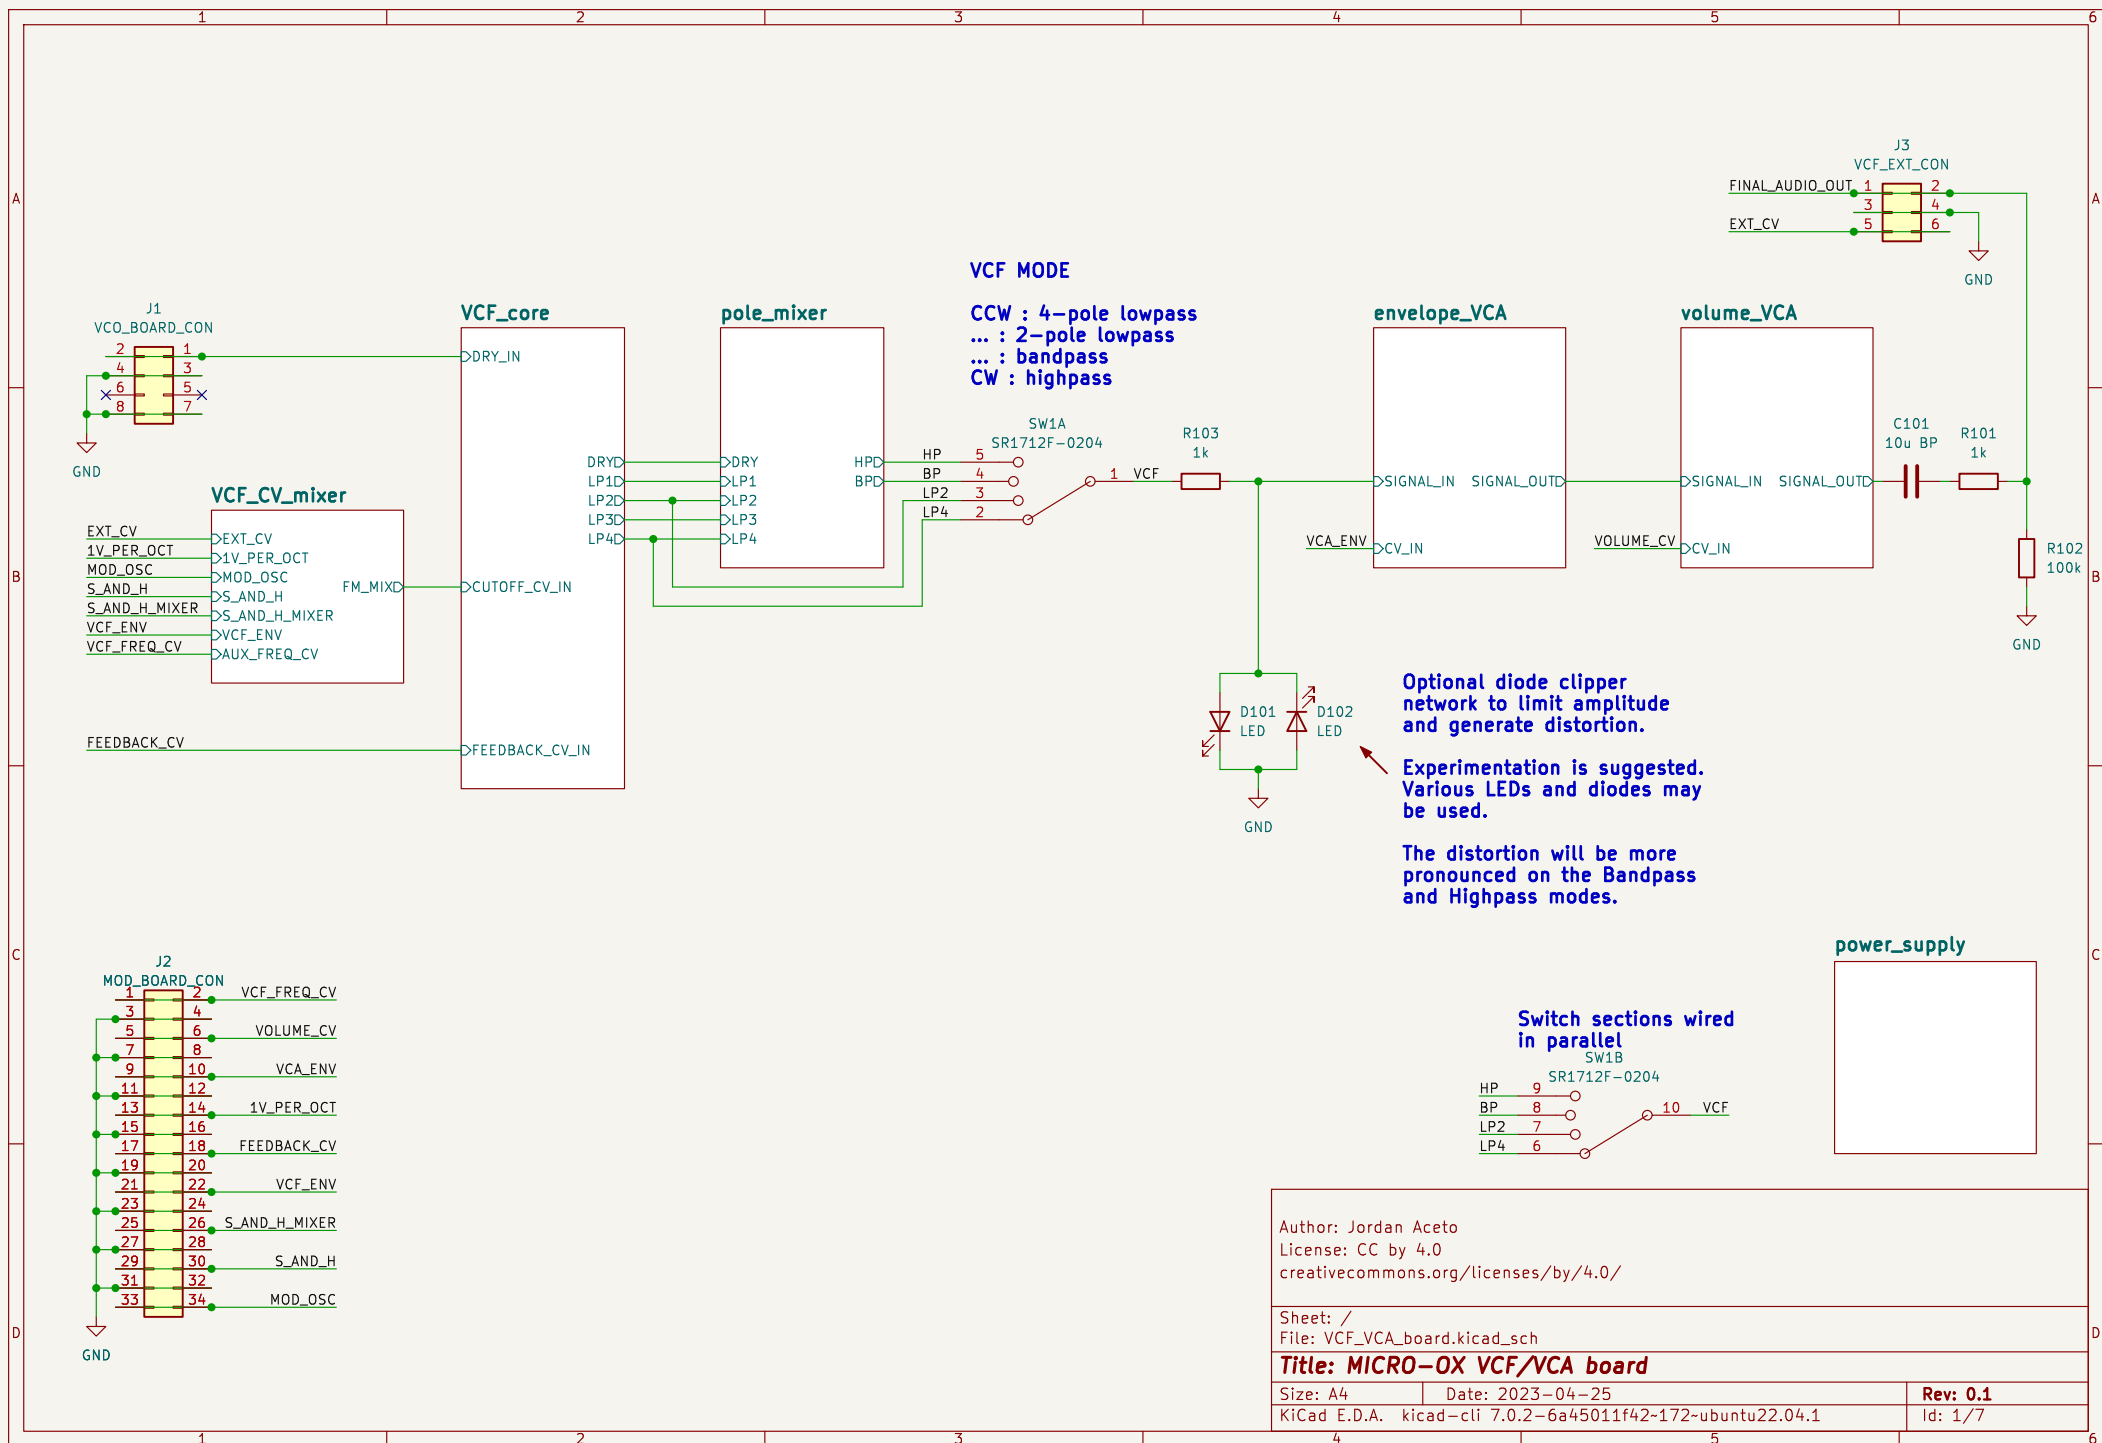 1 2 3 4 5 6
A A
B B
C C
D D
1 2 3 4 5 6
J3
VCF_EXT_CON
FINAL_AUDIO_OUT 1 2
3 4
EXT_CV 5 6
GND
VCF MODE
CCW : 4-pole lowpass
... : 2-pole lowpass
... : bandpass
CW : highpass
J1
VCO_BOARD_CON
2 1
4 3
6 5
8 7
GND
VCF_CV_mixer
EXT_CV EXT_CV
1V_PER_OCT 1V_PER_OCT
MOD_OSC MOD_OSC
S_AND_H S_AND_H
S_AND_H_MIXER S_AND_H_MIXER
VCF_ENV VCF_ENV
VCF_FREQ_CV AUX_FREQ_CV
FM_MIX
FEEDBACK_CV
VCF_core
DRY_IN
CUTOFF_CV_IN
FEEDBACK_CV_IN
DRY
LP1
LP2
LP3
LP4
pole_mixer
DRY
LP1
LP2
LP3
LP4
HP
BP
SW1A
SR1712F-0204
HP 5
BP 4
LP2 3
LP4 2
1 VCF
R103
1k
envelope_VCA
SIGNAL_IN SIGNAL_OUT
VCA_ENV CV_IN
volume_VCA
SIGNAL_IN SIGNAL_OUT
VOLUME_CV CV_IN
C101
10u BP
R101
1k
R102
100k
GND
D101
LED
D102
LED
GND
Optional diode clipper
network to limit amplitude
and generate distortion.
Experimentation is suggested.
Various LEDs and diodes may
be used.
The distortion will be more
pronounced on the Bandpass
and Highpass modes.
J2
MOD_BOARD_CON
1 2 VCF_FREQ_CV
3 4
5 6 VOLUME_CV
7 8
9 10 VCA_ENV
11 12
13 14 1V_PER_OCT
15 16
17 18 FEEDBACK_CV
19 20
21 22 VCF_ENV
23 24
25 26 S_AND_H_MIXER
27 28
29 30 S_AND_H
31 32
33 34 MOD_OSC
GND
power_supply
Switch sections wired
in parallel
SW1B
SR1712F-0204
HP 9
BP 8
LP2 7
LP4 6
10 VCF
Author: Jordan Aceto
License: CC by 4.0
creativecommons.org/licenses/by/4.0/
Sheet: /
File: VCF_VCA_board.kicad_sch
Title: MICRO-OX VCF/VCA board
Size: A4 Date: 2023-04-25 Rev: 0.1
KiCad E.D.A. kicad-cli 7.0.2-6a45011f42~172~ubuntu22.04.1 Id: 1/7